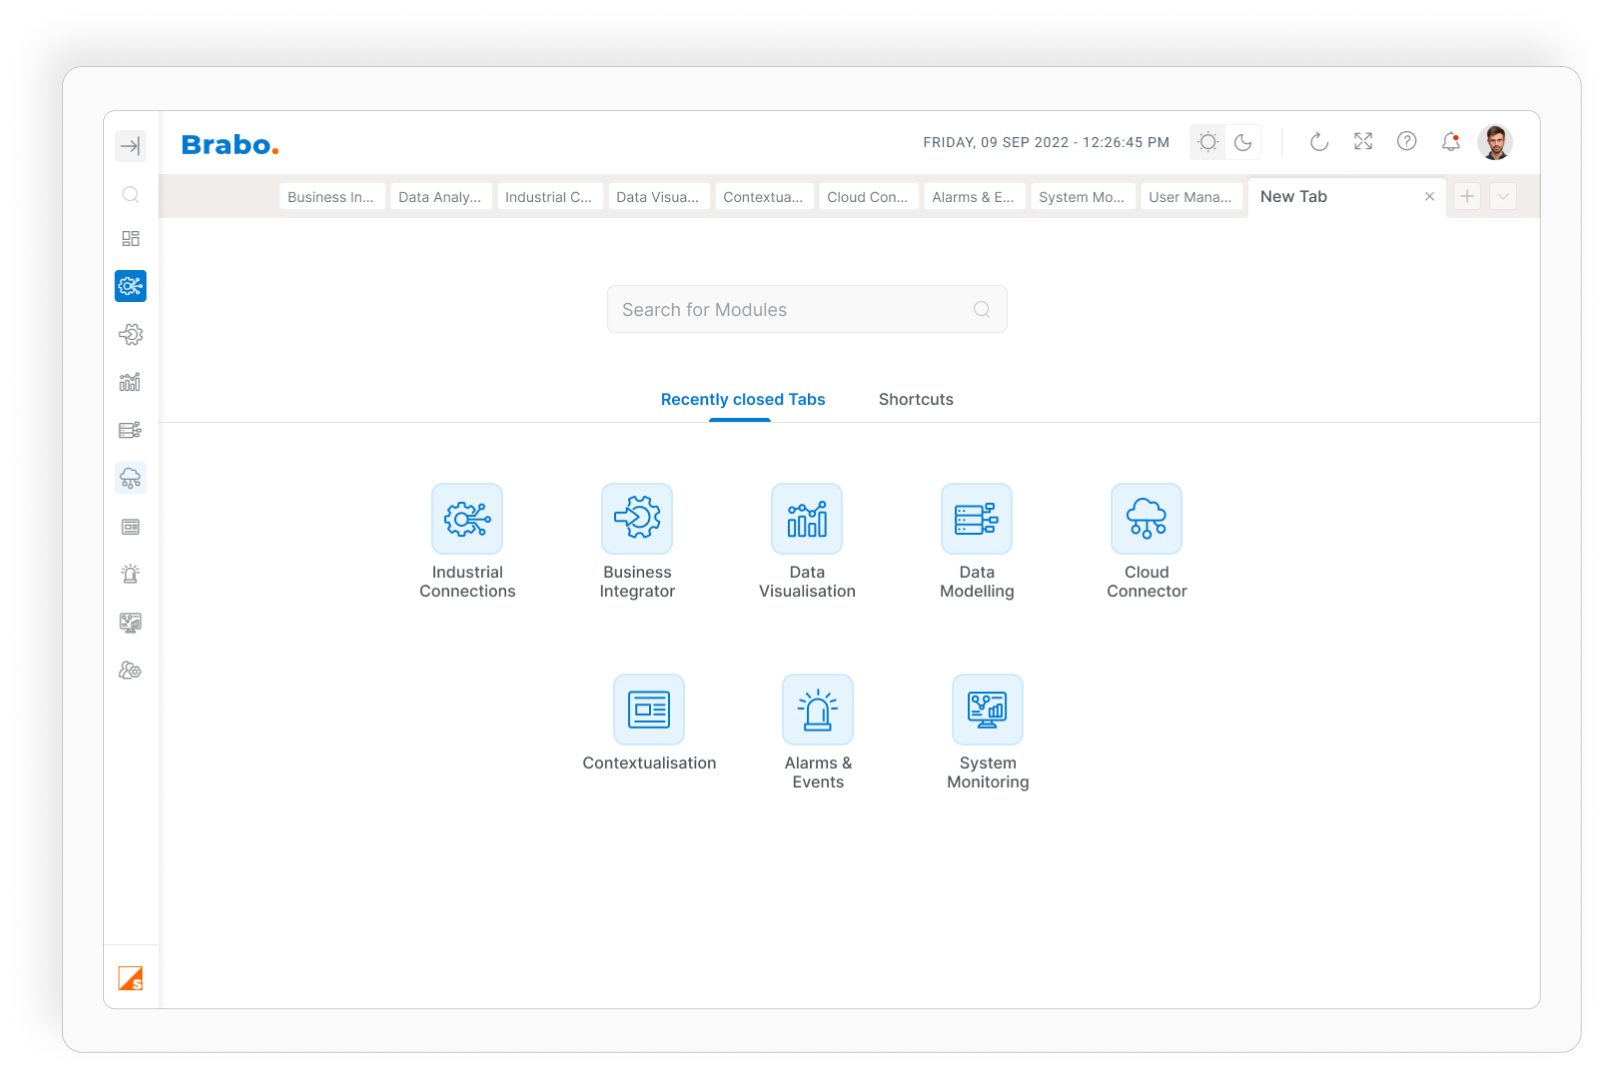 Brabo.
FRIDAY, 09 SEP 2022 - 12:26:45 PM
Business In...
Data Analy...
Industrial C...
Data Visua...
Contextua...
Cloud Con...
Alarms & E...
System Mo...
User Mana...
New Tab
Search for Modules
Recently closed Tabs
Shortcuts
Industrial
Connections
Business
Integrator
Data
Visualisation
Data
Modelling
Cloud
Connector
Contextualisation
Alarms &
Events
System
Monitoring
S